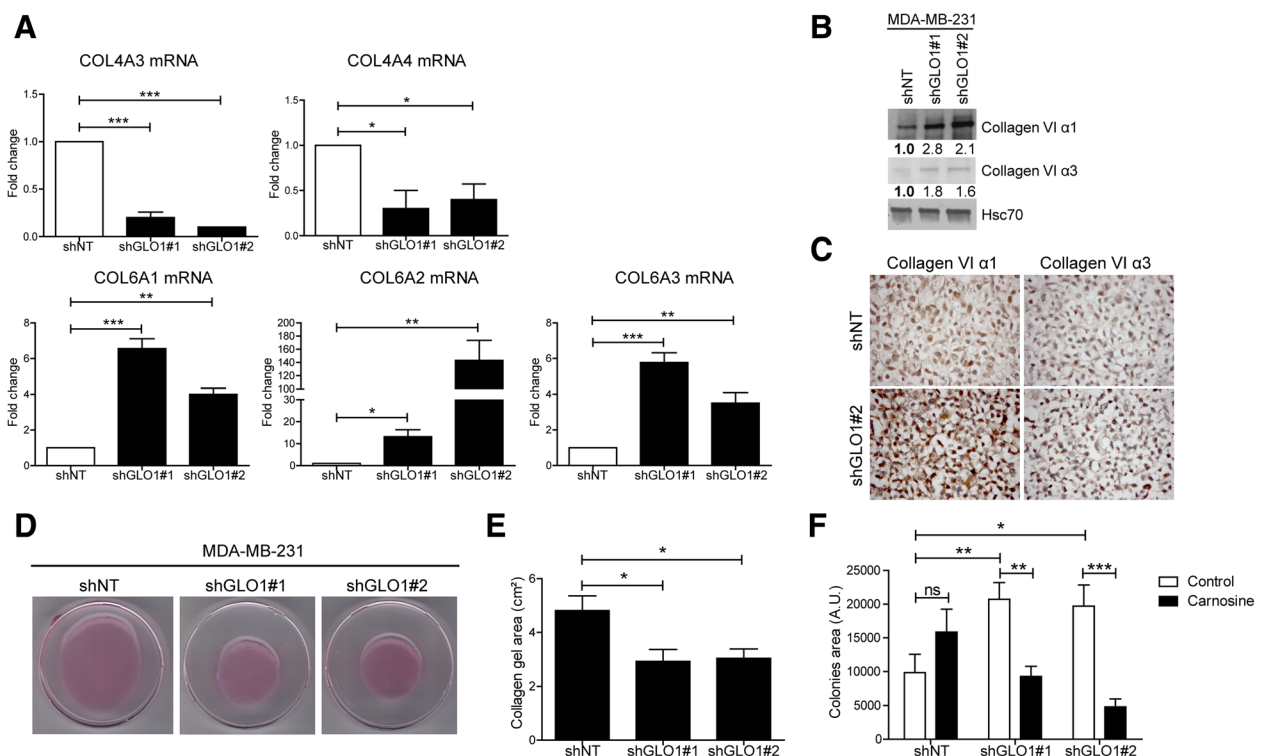 A
COL4A3 mRNA
Fold change
1.5
1.0
0.5
0.0
***
***
shNT
shGLO1#1
shGLO1#2
COL4A4 mRNA
Fold change
1.5
1.0
0.5
0.0
*
*
shNT
shGLO1#1
shGLO1#2
COL6A1 mRNA
Fold change
8
6
4
2
0
**
***
shNT
shGLO1#1
shGLO1#2
COL6A2 mRNA
Fold change
200
180
160
140
120
100
30
20
10
0
**
*
shNT
shGLO1#1
shGLO1#2
COL6A3 mRNA
Fold change
8
6
4
2
0
**
***
shNT
shGLO1#1
shGLO1#2
B
MDA-MB-231
shNT
shGLO1#1
shGLO1#2
Collagen VI α1
1.0 2.8 2.1
Collagen VI α3
1.0 1.8 1.6
Hsc70
C
Collagen VI α1 Collagen VI α3
shNT
shGLO1#2
D
MDA-MB-231
shNT shGLO1#1 shGLO1#2
E
Collagen gel area (cm²)
6
4
2
0
*
*
shNT shGLO1#1 shGLO1#2
F
Colonies area (A.U.)
25000
20000
15000
10000
5000
0
*
**
ns
**
***
shNT shGLO1#1 shGLO1#2
Control
Carnosine